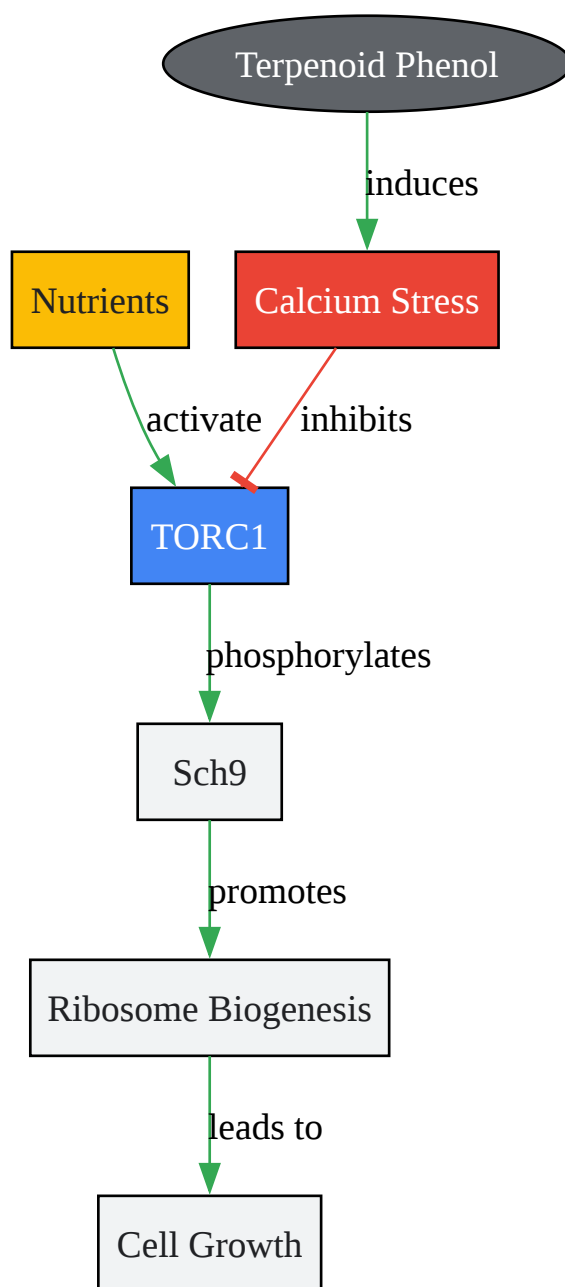 Terpenoid Phenol
induces
Nutrients
Calcium Stress
activate
inhibits
TORC1
phosphorylates
Sch9
promotes
Ribosome Biogenesis
leads to
Cell Growth